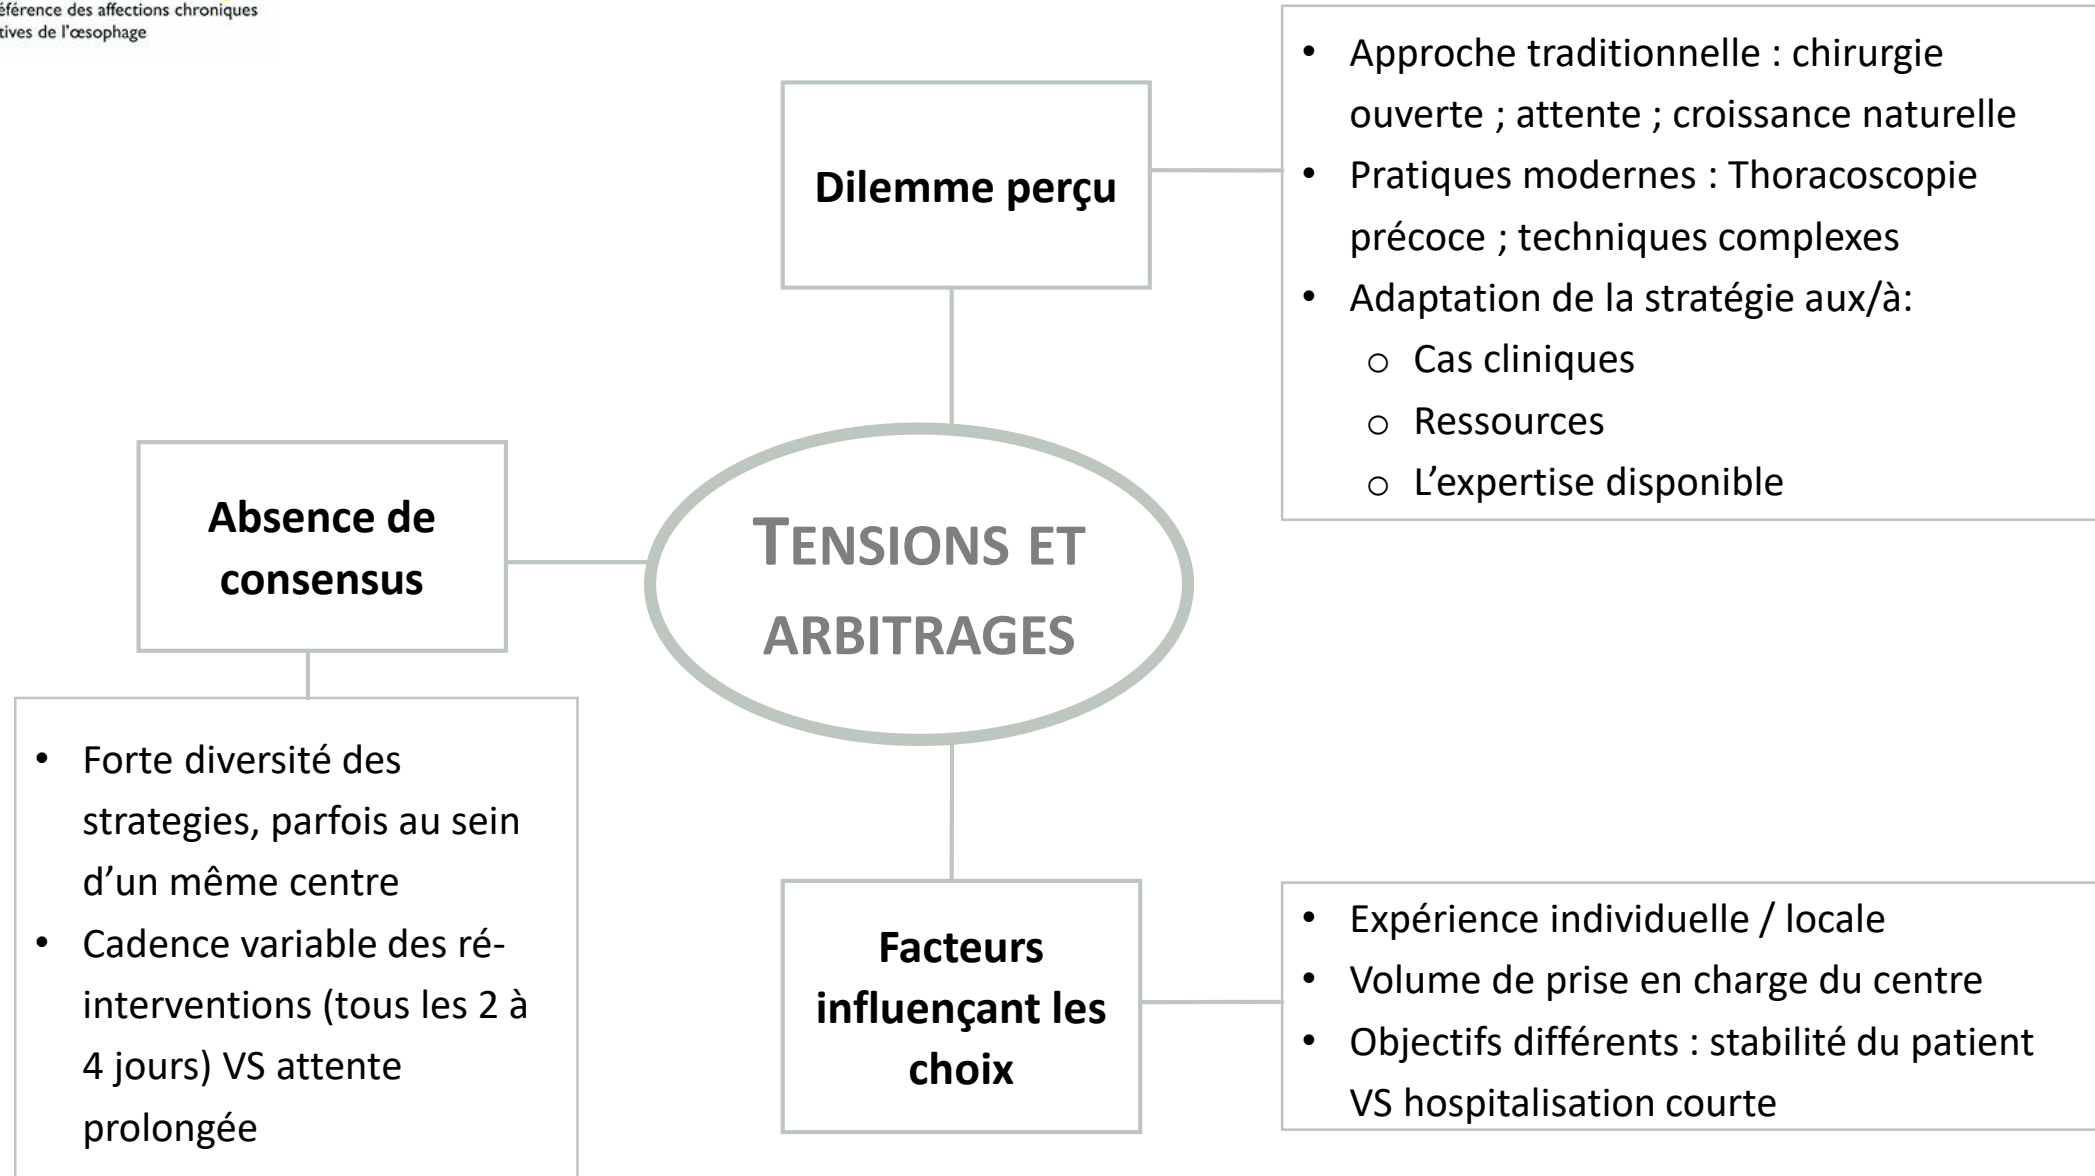 des affections chroniques
de l'œsophage
Dilemme perçu
• Approche traditionnelle : chirurgie
ouverte ; attente ; croissance naturelle
• Pratiques modernes : Thoracoscopie
précoce ; techniques complexes
• Adaptation de la stratégie aux/à:
o Cas cliniques
o Ressources
o L'expertise disponible
Absence de
consensus
TENSIONS ET
ARBITRAGES
• Forte diversité des
strategies, parfois au sein
d'un même centre
• Cadence variable des ré-
interventions (tous les 2 à
4 jours) VS attente
prolongée
Facteurs
influençant les
choix
• Expérience individuelle / locale
• Volume de prise en charge du centre
• Objectifs différents : stabilité du patient
VS hospitalisation courte